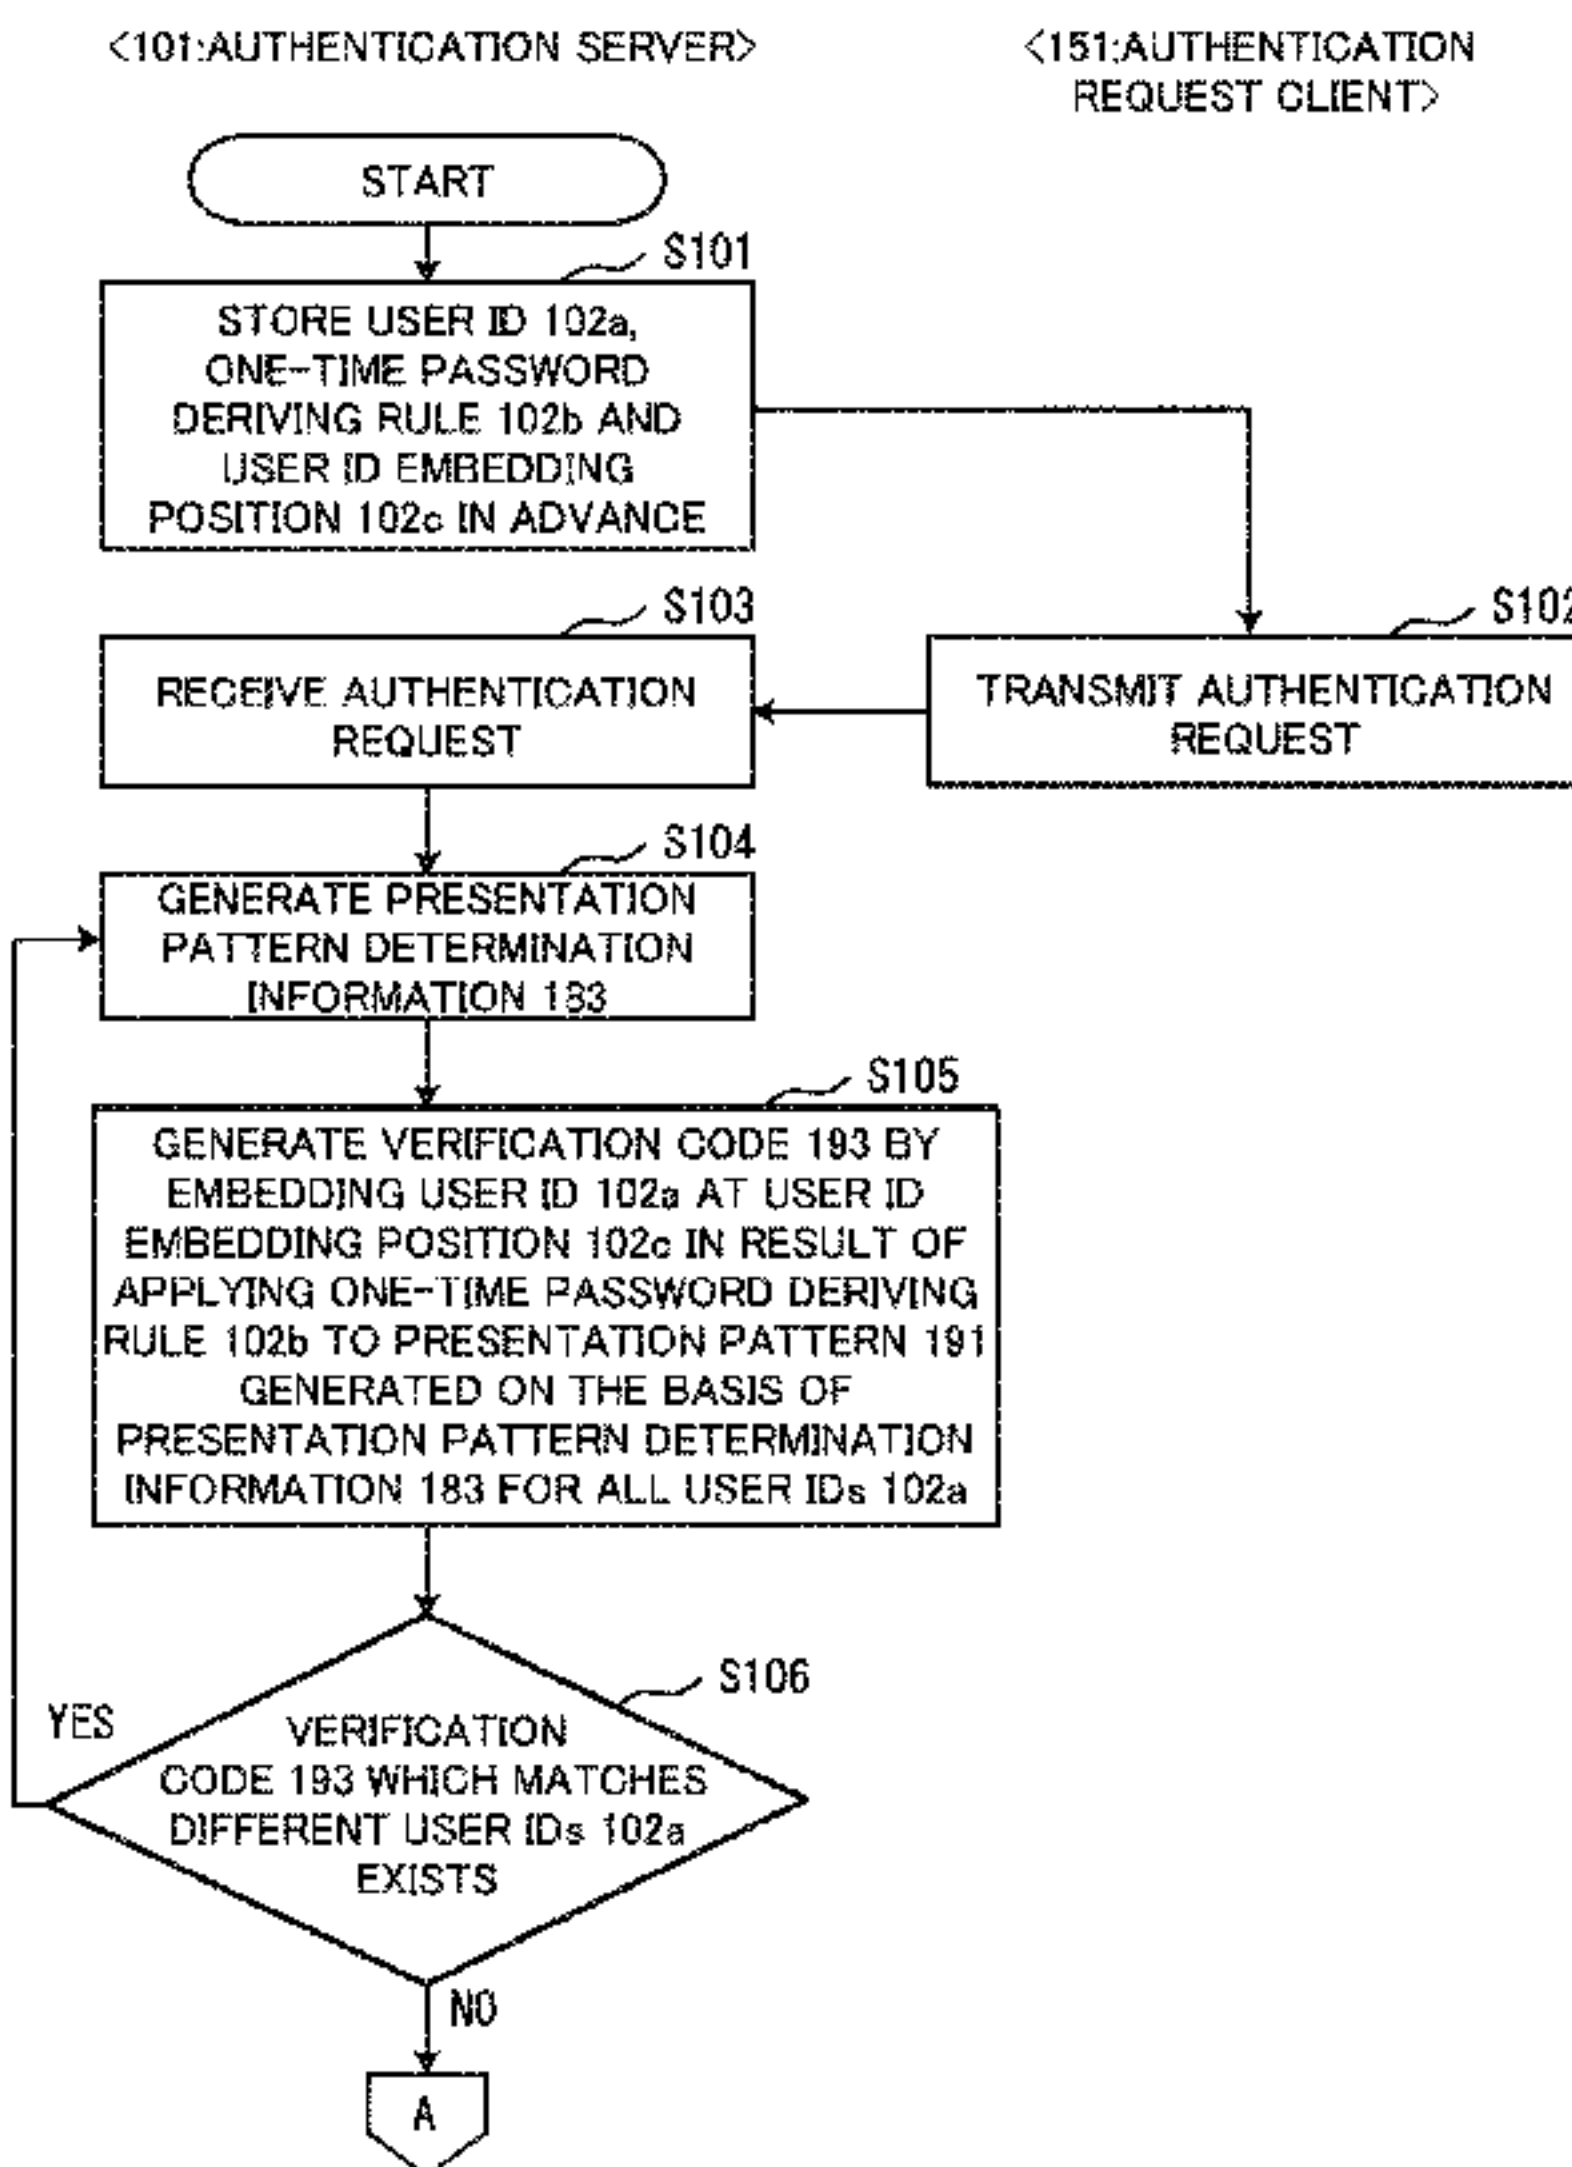 <101:AUTHENTICATION SERVER>
<151:AUTHENTICATION
REQUEST CLIENT>
START
S101
STORE USER ID 102a,
ONE-TIME PASSWORD
DERIVING RULE 102b AND
USER ID EMBEDDING
POSITION 102c IN ADVANCE
S103
RECEIVE AUTHENTICATION
REQUEST
S102
TRANSMIT AUTHENTICATION
REQUEST
S104
GENERATE PRESENTATION
PATTERN DETERMINATION
INFORMATION 183
S105
GENERATE VERIFICATION CODE 193 BY
EMBEDDING USER ID 102a AT USER ID
EMBEDDING POSITION 102c IN RESULT OF
APPLYING ONE-TIME PASSWORD DERIVING
RULE 102b TO PRESENTATION PATTERN 191
GENERATED ON THE BASIS OF
PRESENTATION PATTERN DETERMINATION
INFORMATION 183 FOR ALL USER IDs 102a
S106
YES
VERIFICATION
CODE 193 WHICH MATCHES
DIFFERENT USER IDs 102a
EXISTS
NO
A